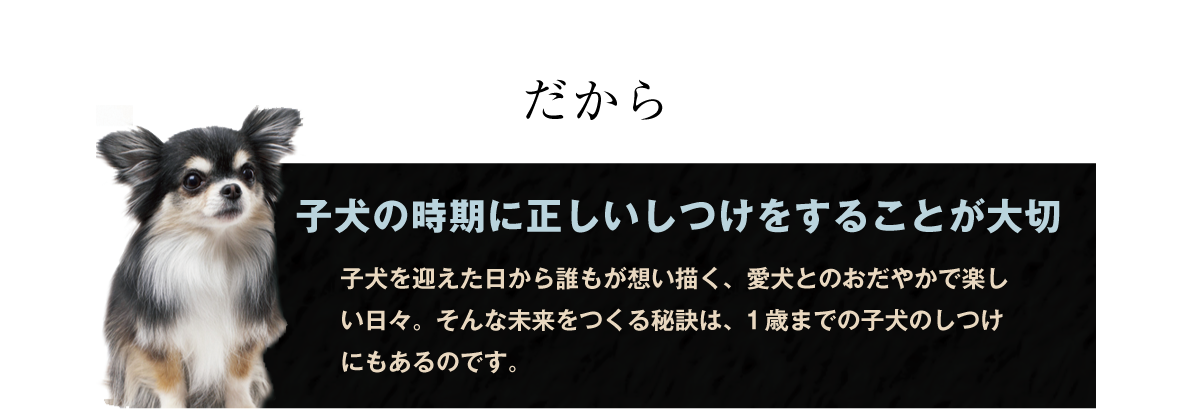 だから
子犬の時期に正しいしつけをすることが大切
子犬を迎えた日から誰もが想い描く、愛犬とのおだやかで楽し
い日々。そんな未来をつくる秘訣は、1歳までの子犬のしつけ
にもあるのです。